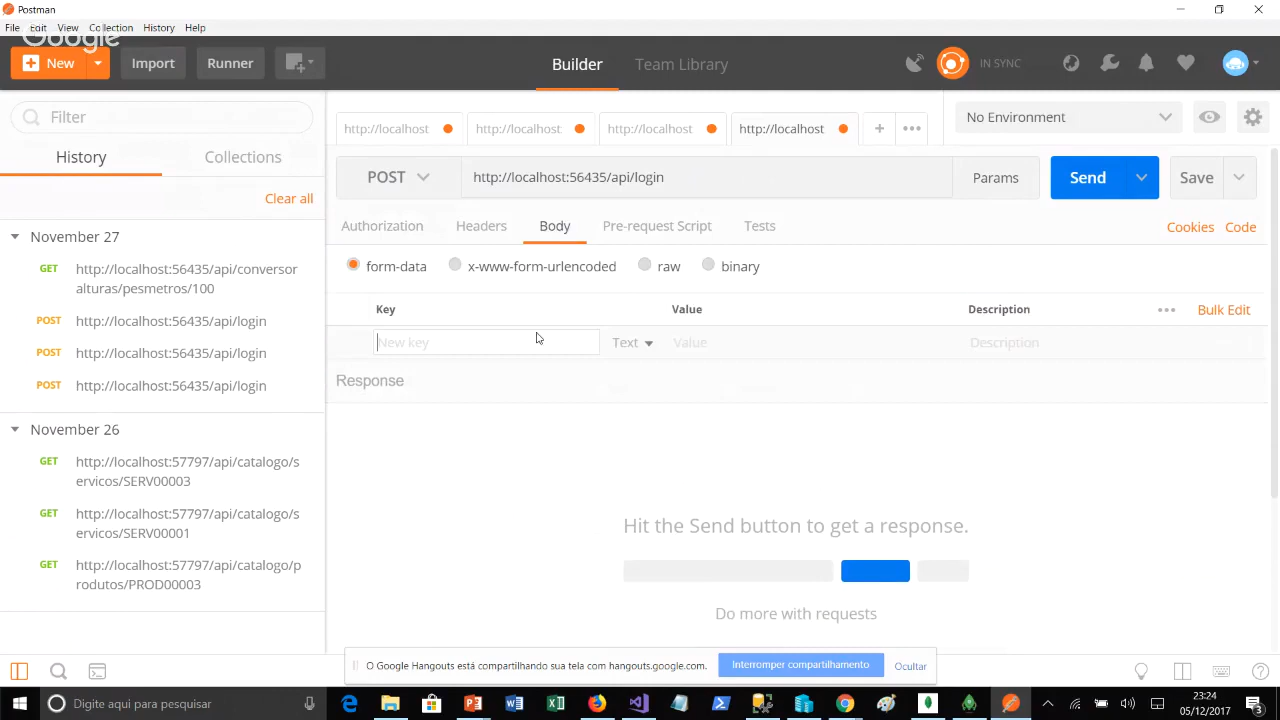 Postman
File Edit View Collection History Help
Google
New Import Runner Builder Team Library IN SYNC
Filter
History Collections
Clear all
November 27
GET http://localhost:56435/api/conversor
alturas/pesmetros/100
POST http://localhost:56435/api/login
POST http://localhost:56435/api/login
POST http://localhost:56435/api/login
November 26
GET http://localhost:57797/api/catalogo/s
ervicos/SERV00003
GET http://localhost:57797/api/catalogo/s
ervicos/SERV00001
GET http://localhost:57797/api/catalogo/p
rodutos/PROD00003
http://localhost http://localhost http://localhost http://localhost No Environment
POST http://localhost:56435/api/login Params Send Save
Authorization Headers Body Pre-request Script Tests Cookies Code
form-data x-www-form-urlencoded raw binary
Key Value Description Bulk Edit
New key Text Value Description
Response
Hit the Send button to get a response.
Do more with requests
O Google Hangouts está compartilhando sua tela com hangouts.google.com. Interromper compartilhamento Ocultar
Digite aqui para pesquisar
23:24
05/12/2017
3